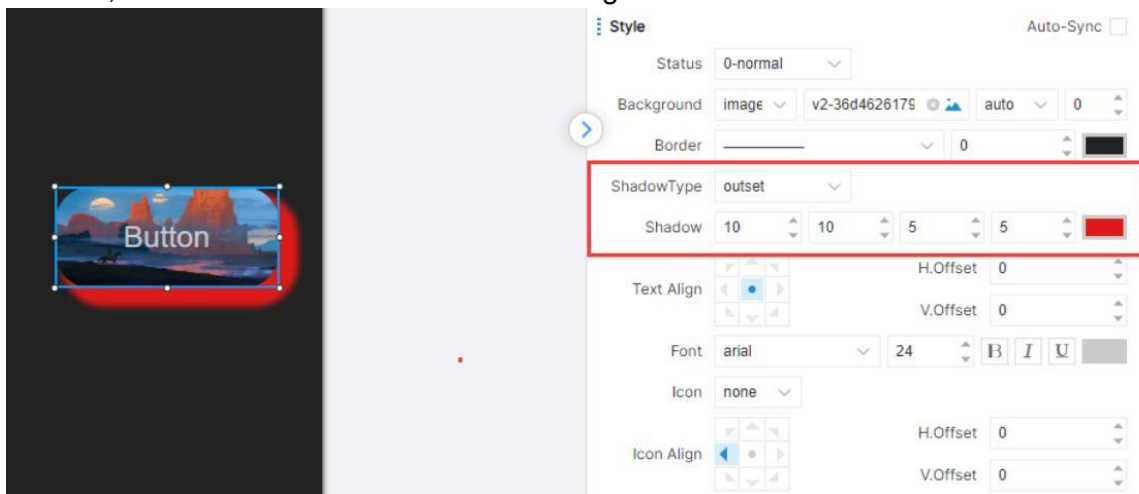 Style Auto-Sync
Status 0-normal
Background image v2-36d4626179 auto 0
Border 0
ShadowType outset
Shadow 10 10 5 5
Button
H.Offset 0
Text Align
V.Offset 0
Font arial 24 B I U
Icon none
H.Offset 0
Icon Align
V.Offset 0